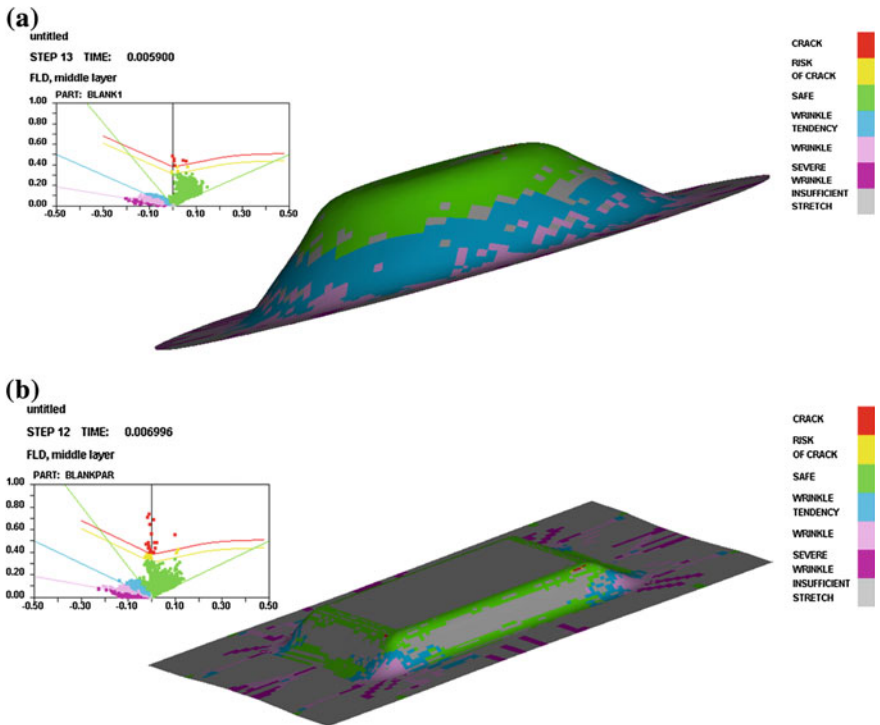 (a)
untitled
STEP 13 TIME: 0.005900
FLD, middle layer
PART: BLANK1
1.00
0.80
0.60
0.40
0.20
0.00
-0.50 -0.30 -0.10 0.10 0.30 0.50
CRACK
RISK
OF CRACK
SAFE
WRINKLE
TENDENCY
WRINKLE
SEVERE
WRINKLE
INSUFFICIENT
STRETCH
(b)
untitled
STEP 12 TIME: 0.006996
FLD, middle layer
PART: BLANKPAR
1.00
0.80
0.60
0.40
0.20
0.00
-0.50 -0.30 -0.10 0.10 0.30 0.50
CRACK
RISK
OF CRACK
SAFE
WRINKLE
TENDENCY
WRINKLE
SEVERE
WRINKLE
INSUFFICIENT
STRETCH